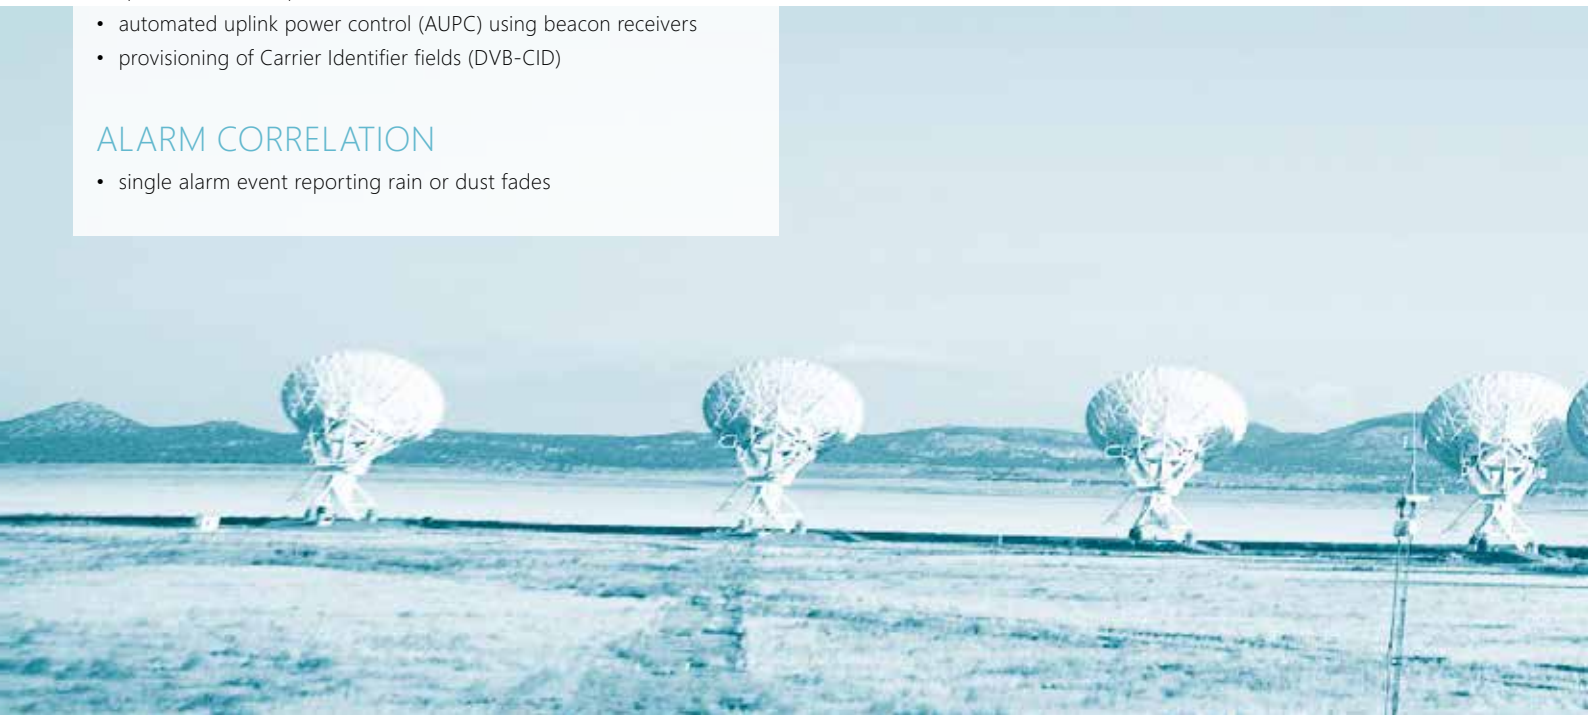 • automated uplink power control (AUPC) using beacon receivers
• provisioning of Carrier Identifier fields (DVB-CID)
ALARM CORRELATION
• single alarm event reporting rain or dust fades